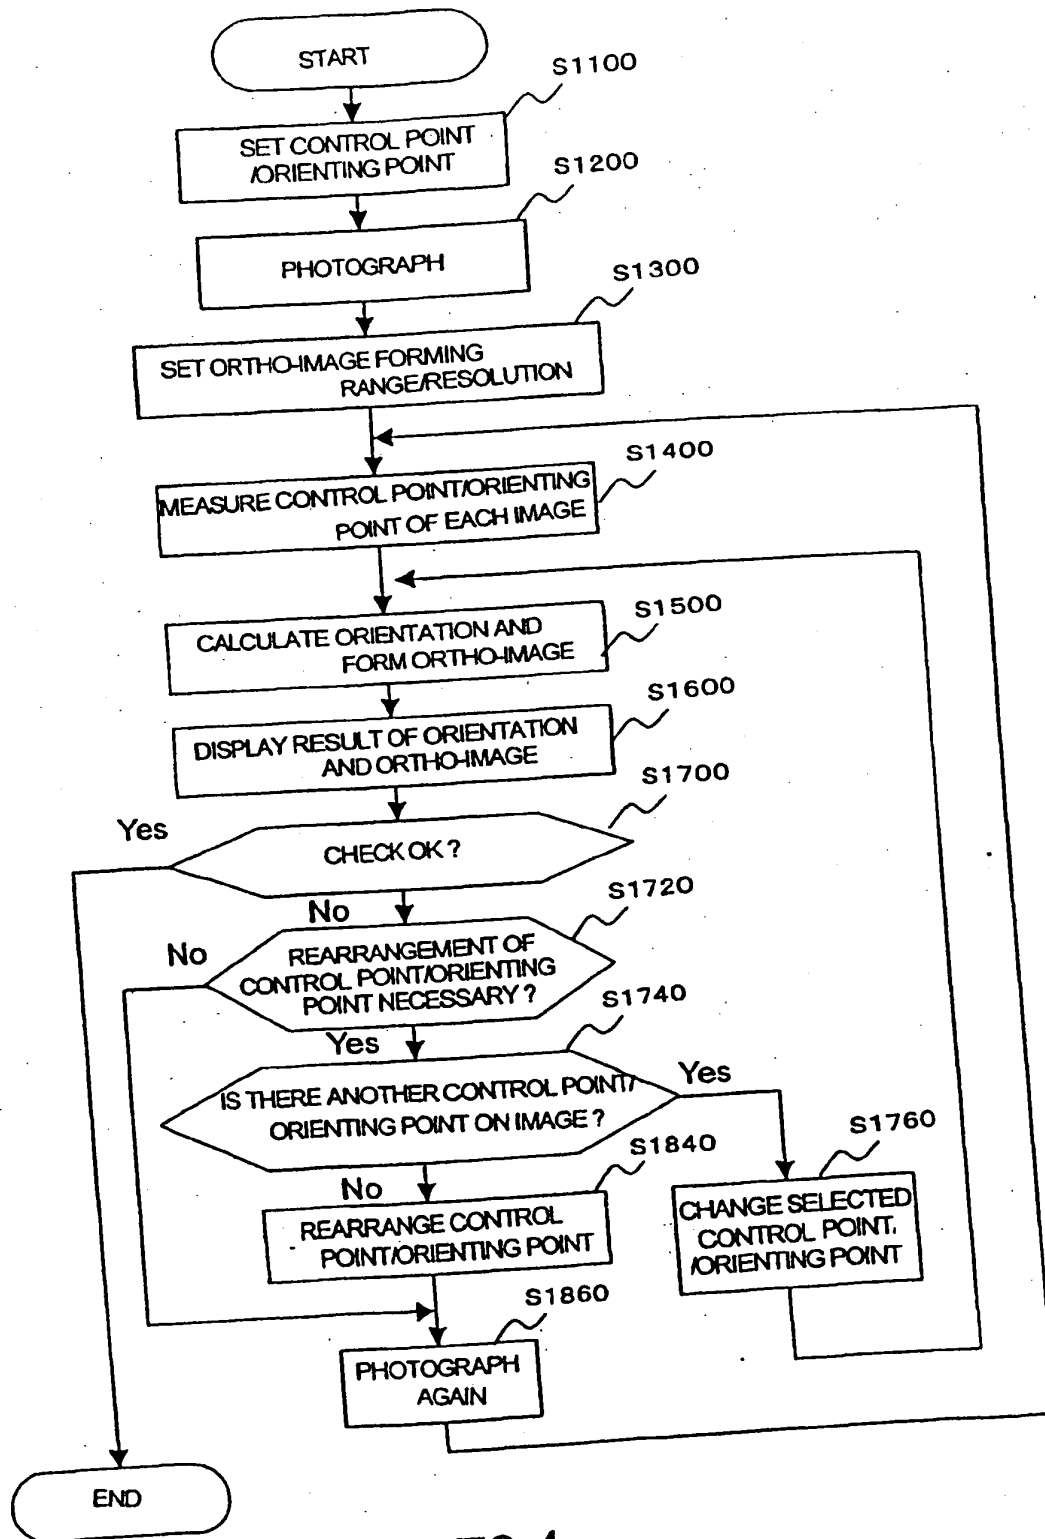 START
S1100
SET CONTROL POINT
/ORIENTING POINT
S1200
PHOTOGRAPH
S1300
SET ORTHO-IMAGE FORMING
RANGE/RESOLUTION
S1400
MEASURE CONTROL POINT/ORIENTING
POINT OF EACH IMAGE
S1500
CALCULATE ORIENTATION AND
FORM ORTHO-IMAGE
S1600
DISPLAY RESULT OF ORIENTATION
AND ORTHO-IMAGE
S1700
Yes
CHECK OK ?
No
S1720
No
REARRANGEMENT OF
CONTROL POINT/ORIENTING
POINT NECESSARY ?
S1740
Yes
IS THERE ANOTHER CONTROL POINT/
ORIENTING POINT ON IMAGE ?
Yes
S1760
CHANGE SELECTED
CONTROL POINT,
/ORIENTING POINT
No
S1840
REARRANGE CONTROL
POINT/ORIENTING POINT
S1860
PHOTOGRAPH
AGAIN
END